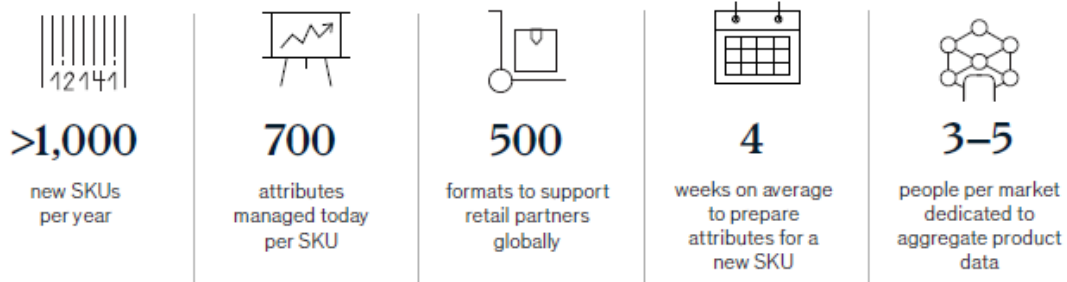 12141
>1,000
new SKUs
per year
700
attributes
managed today
per SKU
500
formats to support
retail partners
globally
4
weeks on average
to prepare
attributes for a
new SKU
3–5
people per market
dedicated to
aggregate product
data